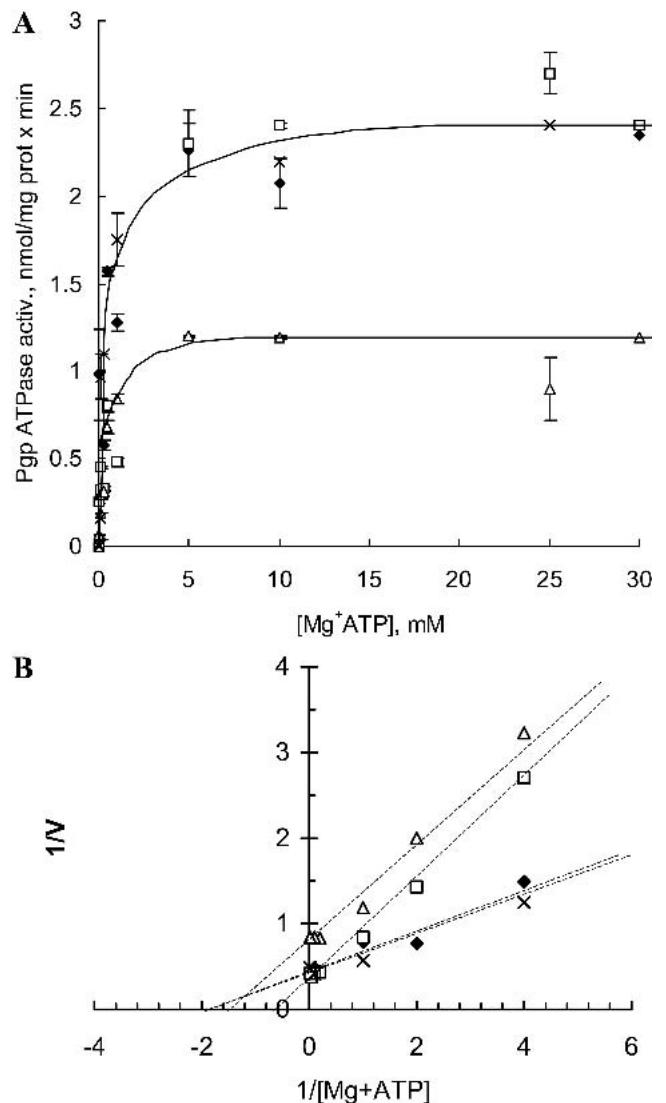 A
Pgp ATPase activ., nmol/mg prot x min
3
2.5
2
1.5
1
0.5
0
0 5 10 15 20 25 30
[Mg⁺ATP], mM
B
1/V
4
3
2
1
0
-4 -2 0 2 4 6
1/[Mg+ATP]